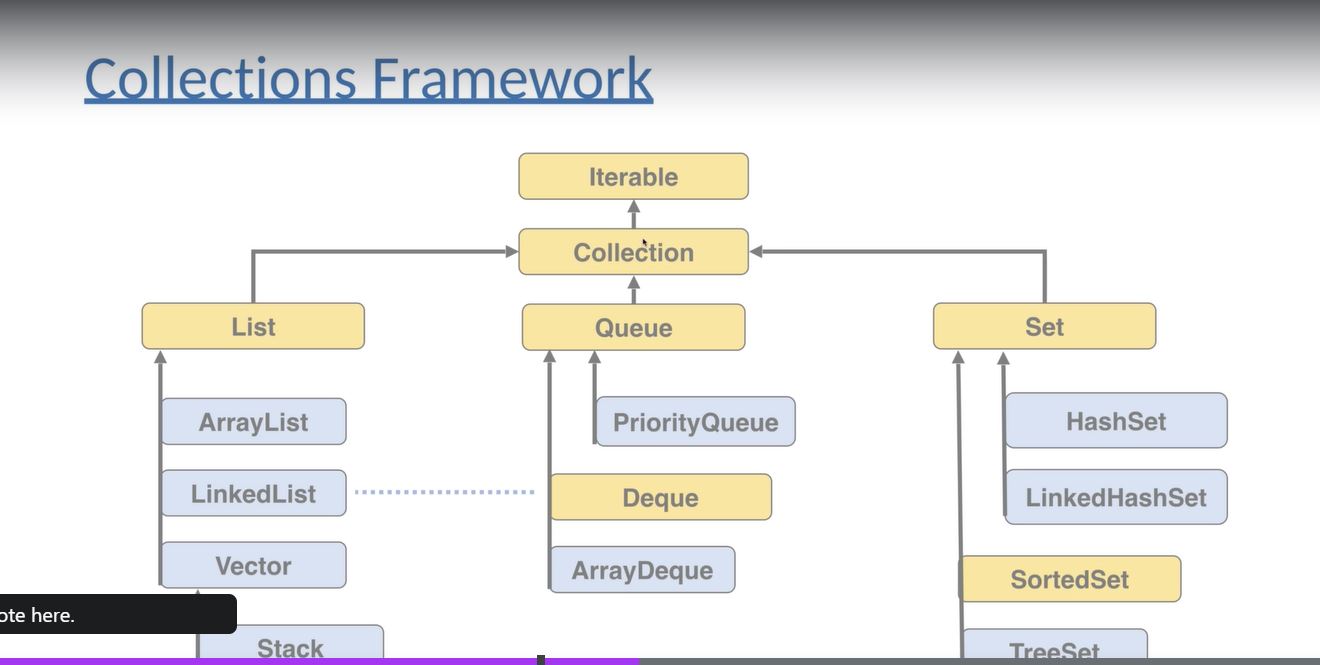 Collections Framework
Iterable
Collection
List
Queue
Set
ArrayList
PriorityQueue
HashSet
LinkedList
Deque
LinkedHashSet
Vector
ArrayDeque
SortedSet
ote here.
Stack
TreeSet